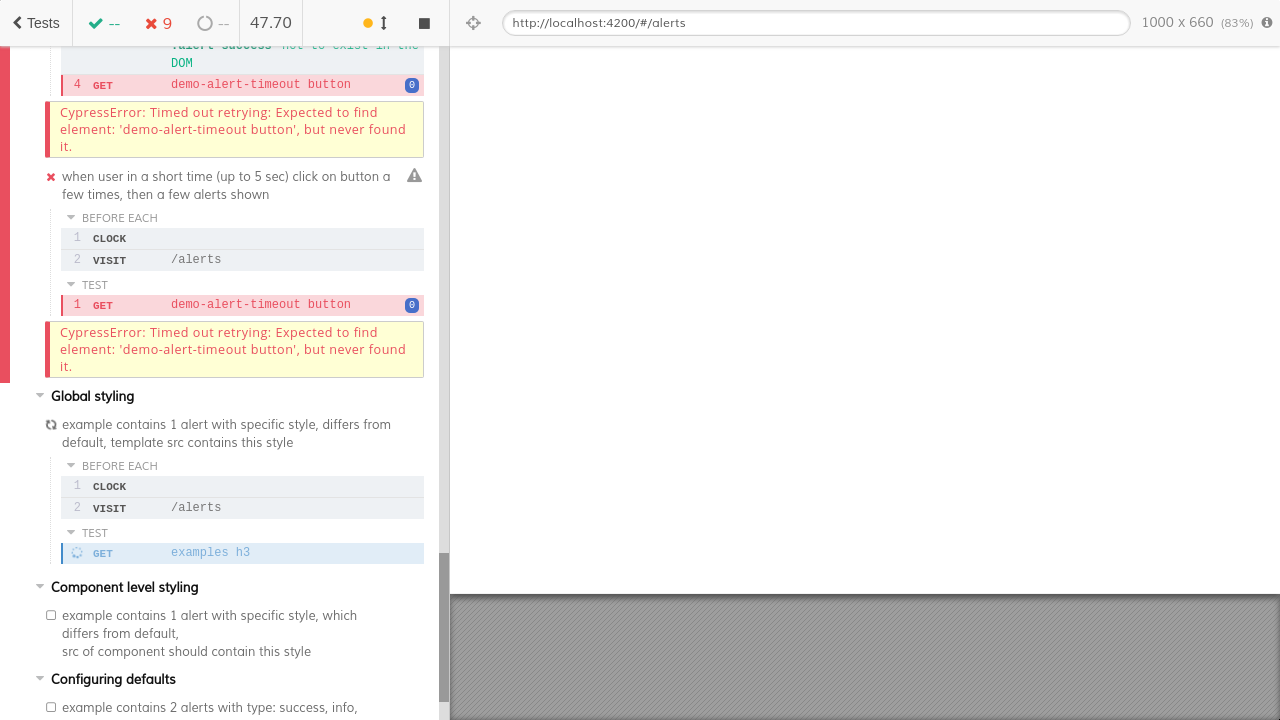 Tests
--
9
--
47.70
http://localhost:4200/#/alerts
1000 x 660 (83%)
.alert-success not to exist in the
DOM
4 GET demo-alert-timeout button 0
CypressError: Timed out retrying: Expected to find
element: 'demo-alert-timeout button', but never found
it.
when user in a short time (up to 5 sec) click on button a
few times, then a few alerts shown
BEFORE EACH
1 CLOCK
2 VISIT /alerts
TEST
1 GET demo-alert-timeout button 0
CypressError: Timed out retrying: Expected to find
element: 'demo-alert-timeout button', but never found
it.
Global styling
example contains 1 alert with specific style, differs from
default, template src contains this style
BEFORE EACH
1 CLOCK
2 VISIT /alerts
TEST
GET examples h3
Component level styling
example contains 1 alert with specific style, which
differs from default,
src of component should contain this style
Configuring defaults
example contains 2 alerts with type: success, info,